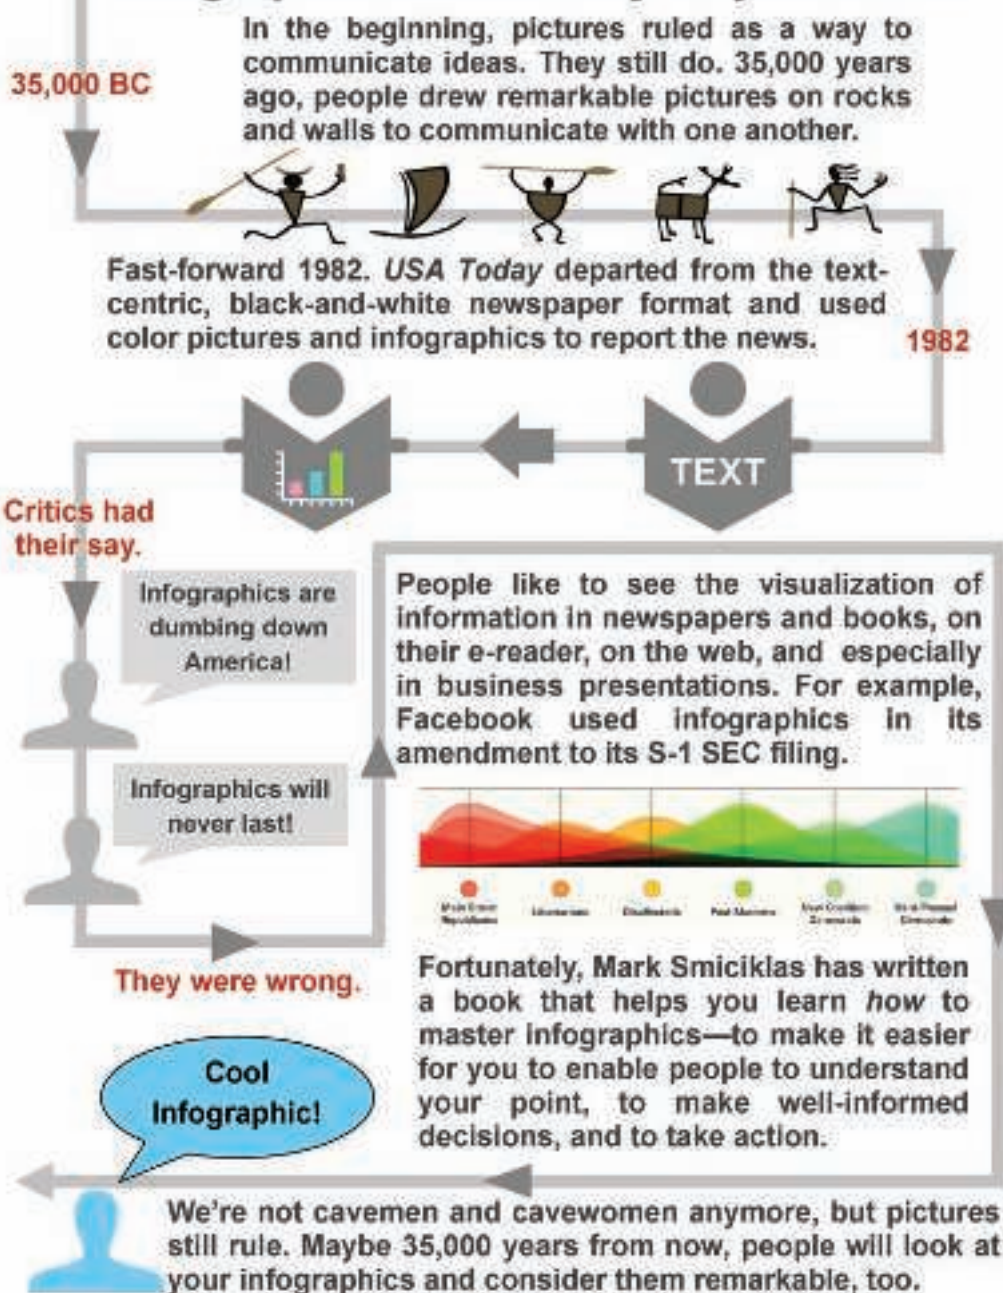 In the beginning, pictures ruled as a way to
communicate ideas. They still do. 35,000 years
ago, people drew remarkable pictures on rocks
and walls to communicate with one another.
35,000 BC
Fast-forward 1982. USA Today departed from the text-
centric, black-and-white newspaper format and used
color pictures and infographics to report the news.
1982
TEXT
Critics had
their say.
Infographics are
dumbing down
America!
Infographics will
never last!
They were wrong.
People like to see the visualization of
information in newspapers and books, on
their e-reader, on the web, and especially
in business presentations. For example,
Facebook used infographics in its
amendment to its S-1 SEC filing.
Fortunately, Mark Smiciklas has written
a book that helps you learn how to
master infographics—to make it easier
for you to enable people to understand
your point, to make well-informed
decisions, and to take action.
Cool
Infographic!
We're not cavemen and cavewomen anymore, but pictures
still rule. Maybe 35,000 years from now, people will look at
your infographics and consider them remarkable, too.